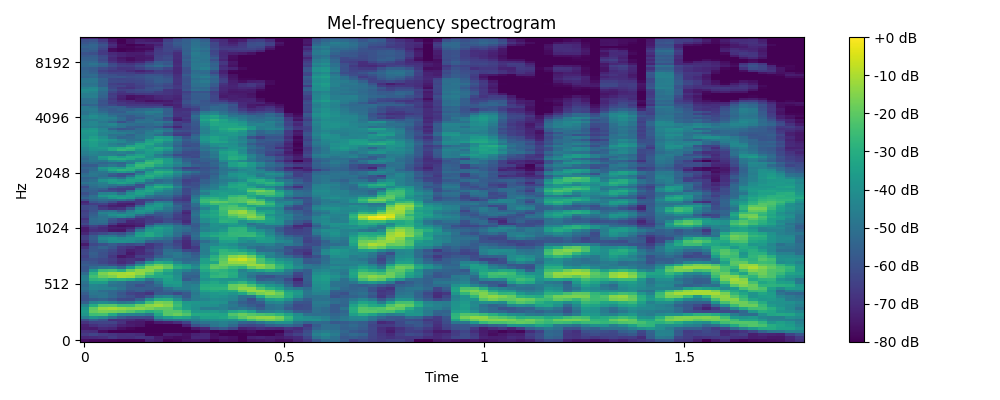 Mel-frequency spectrogram
+0 dB
8192
-10 dB
4096
-20 dB
-30 dB
Hz
2048
-40 dB
1024
-50 dB
-60 dB
512
-70 dB
0
-80 dB
0
0.5
1
1.5
Time